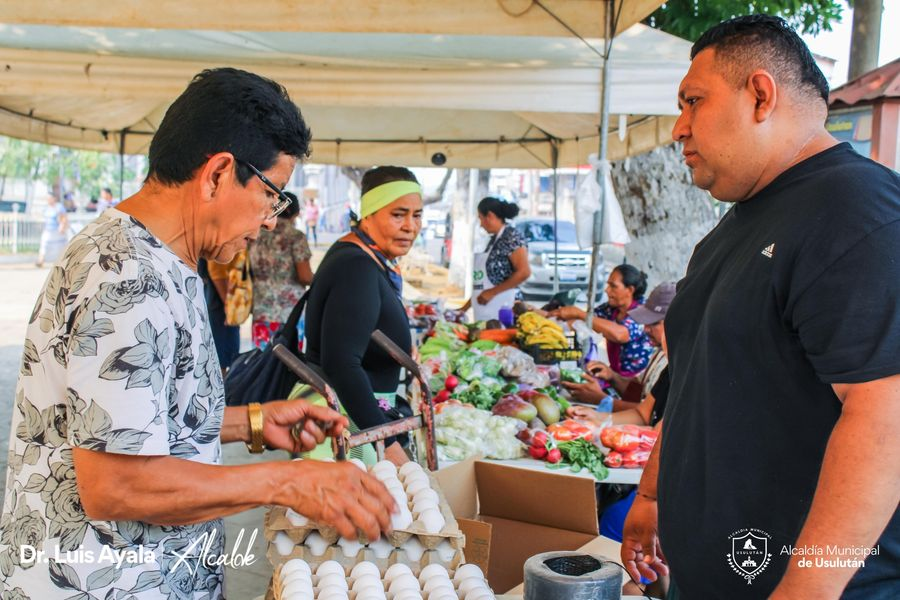 Dr. Luis Ayala | Alcalde
Alcaldía Municipal
de Usulután